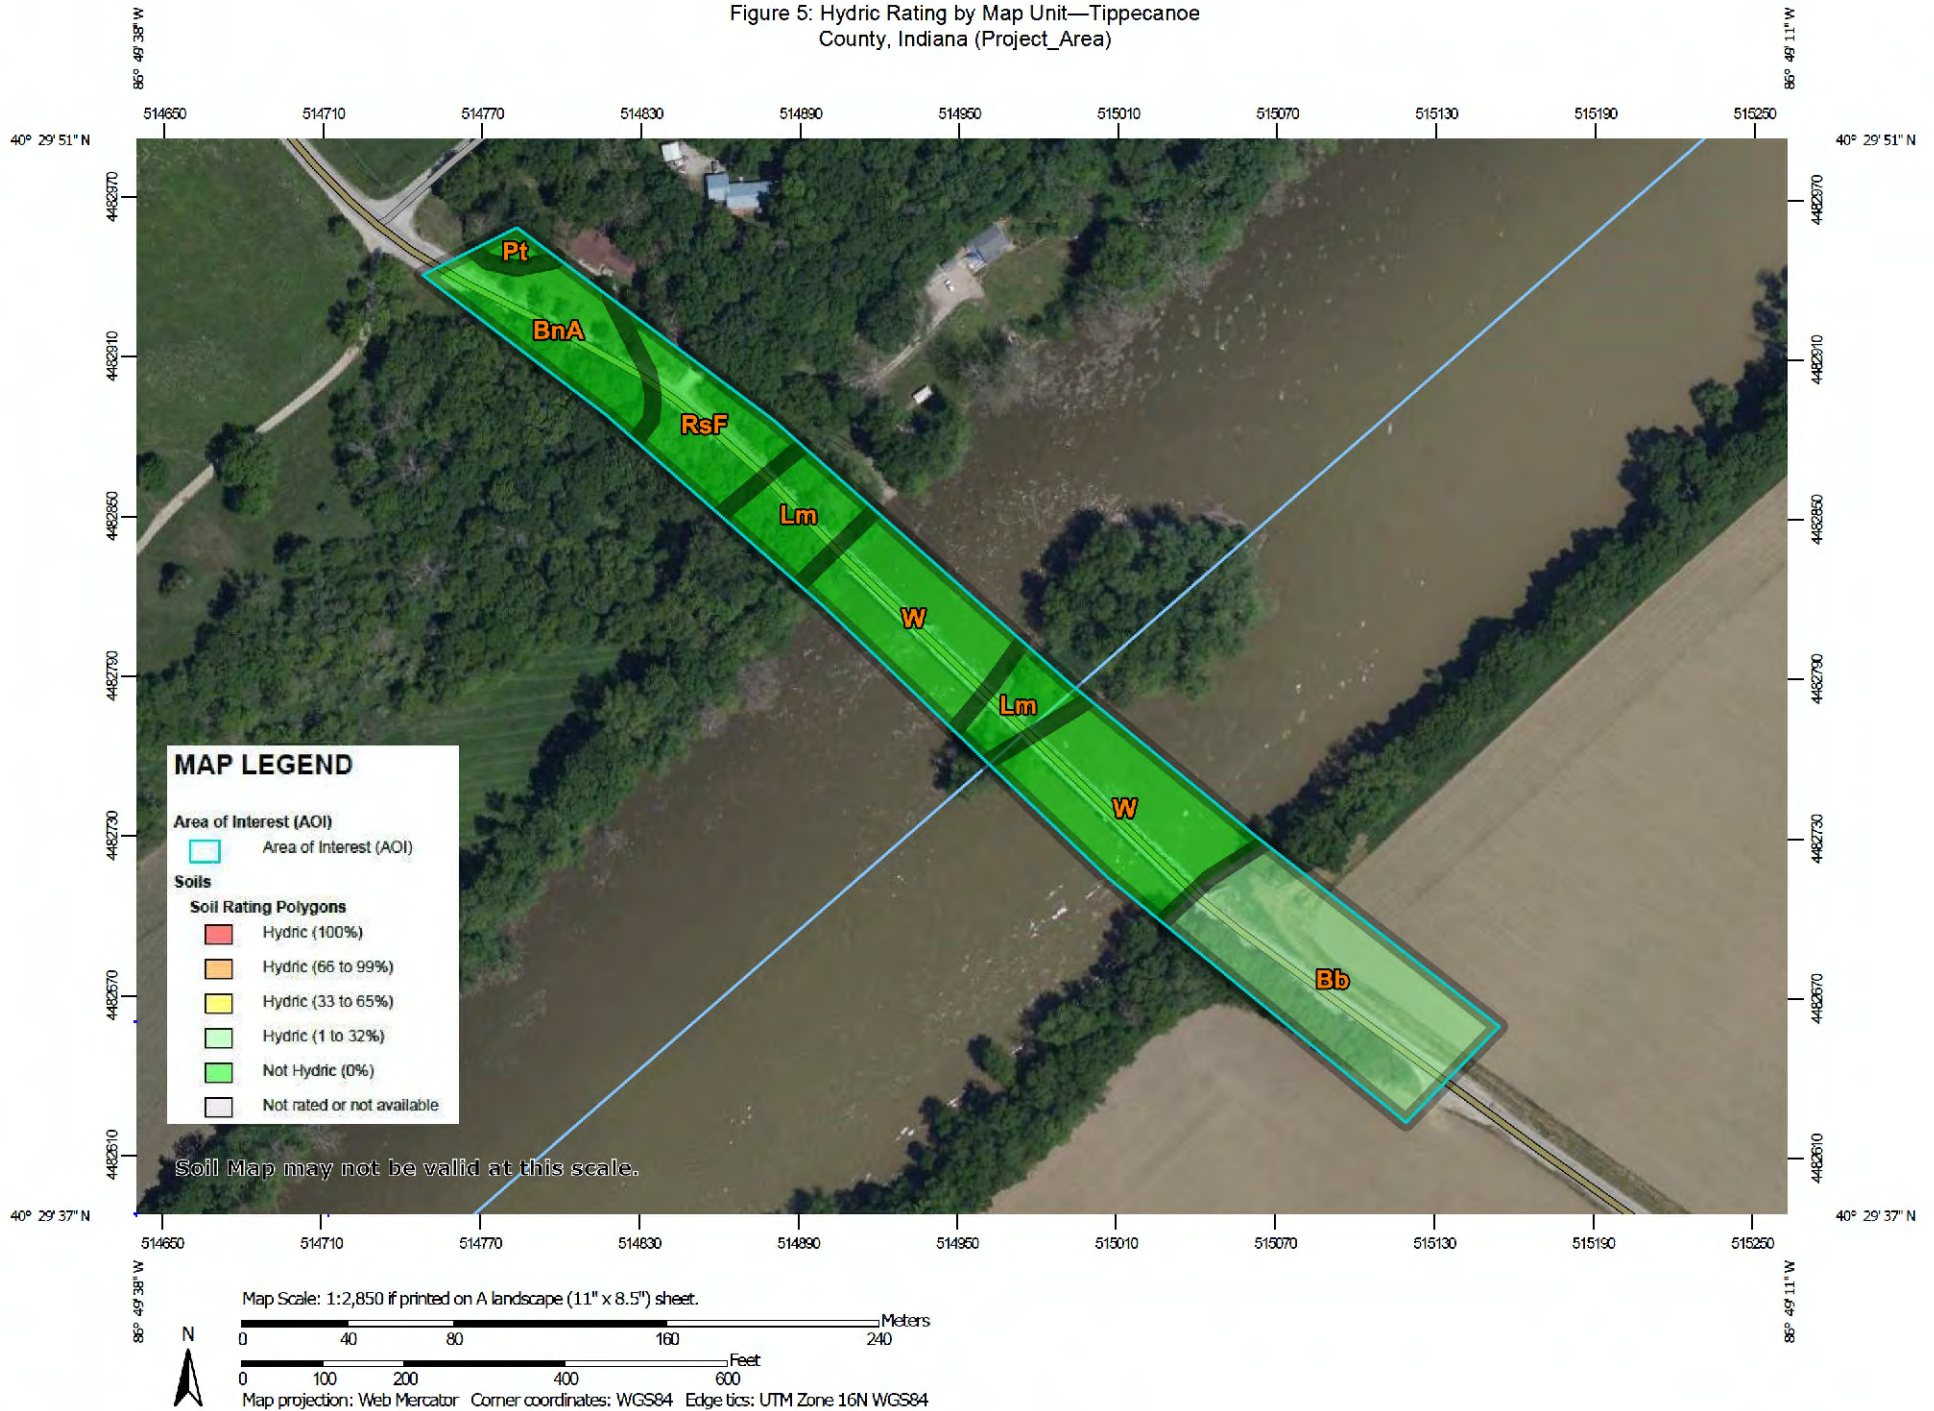 Figure 5: Hydric Rating by Map Unit—Tippecanoe
County, Indiana (Project_Area)
86° 49' 38" W
86° 49' 11" W
514650 514710 514770 514830 514890 514950 515010 515070 515130 515190 515250
40° 29' 51" N
40° 29' 51" N
4482970
4482970
Pt
BnA
4482910
4482910
RsF
4482850
4482850
Lm
W
4482790
4482790
Lm
W
4482730
4482730
MAP LEGEND
Area of Interest (AOI)
Area of Interest (AOI)
Soils
Soil Rating Polygons
Hydric (100%)
Hydric (66 to 99%)
Hydric (33 to 65%)
Hydric (1 to 32%)
Not Hydric (0%)
Not rated or not available
Bb
4482670
4482670
4482610
4482610
Soil Map may not be valid at this scale.
40° 29' 37" N
40° 29' 37" N
514650 514710 514770 514830 514890 514950 515010 515070 515130 515190 515250
86° 49' 38" W
86° 49' 11" W
Map Scale: 1:2,850 if printed on A landscape (11" x 8.5") sheet.
Meters
0 40 80 160 240
N
Feet
0 100 200 400 600
Map projection: Web Mercator Corner coordinates: WGS84 Edge tics: UTM Zone 16N WGS84